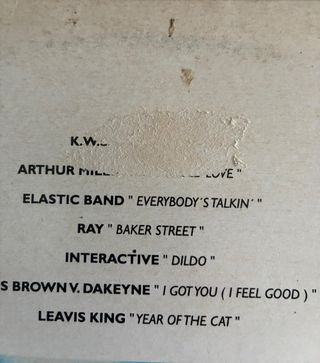 K.W.S
ARTHUR LOVE "
ELASTIC BAND " EVERYBODY'S TALKIN' "
RAY " BAKER STREET "
INTERACTIVE " DILDO "
S BROWN V. DAKEYNE " I GOT YOU ( I FEEL GOOD ) "
LEAVIS KING "YEAR OF THE CAT "